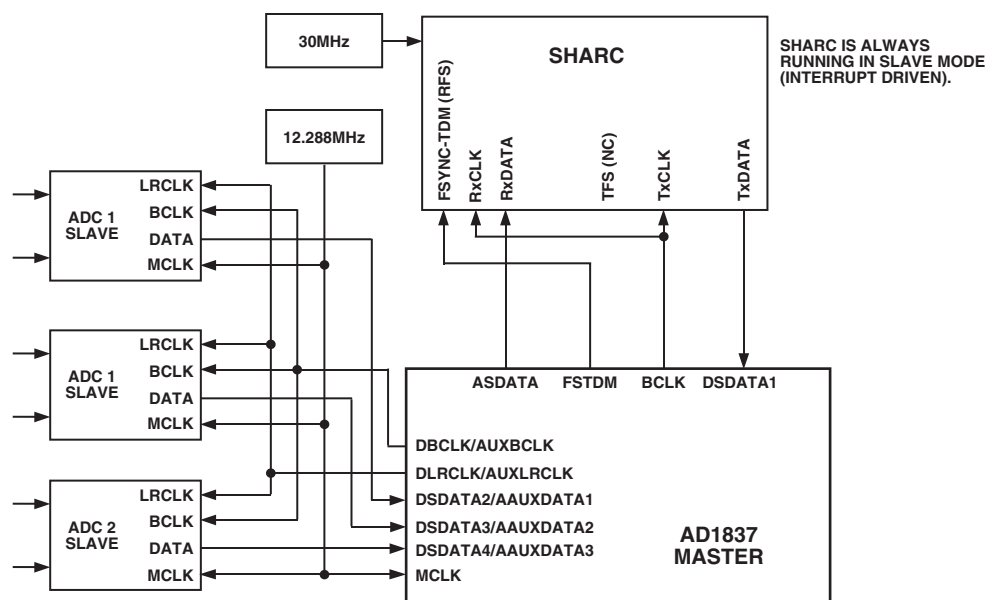 30MHz
SHARC
SHARC IS ALWAYS
RUNNING IN SLAVE MODE
(INTERRUPT DRIVEN).
12.288MHz
FSYNC-TDM (RFS)
RxCLK
RxDATA
TFS (NC)
TxCLK
TxDATA
ADC 1
SLAVE
LRCLK
BCLK
DATA
MCLK
ADC 1
SLAVE
LRCLK
BCLK
DATA
MCLK
ADC 2
SLAVE
LRCLK
BCLK
DATA
MCLK
ASDATA FSTDM BCLK DSDATA1
DBCLK/AUXBCLK
DLRCLK/AUXLRCLK
DSDATA2/AAUXDATA1
DSDATA3/AAUXDATA2
DSDATA4/AAUXDATA3
MCLK
AD1837
MASTER